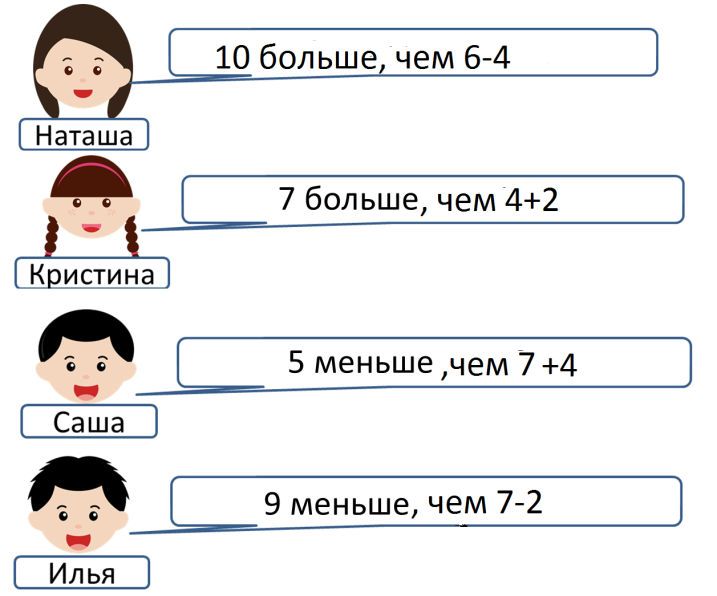 10 больше, чем 6-4
Наташа
7 больше, чем 4+2
Кристина
5 меньше ,чем 7 +4
Саша
9 меньше, чем 7-2
Илья